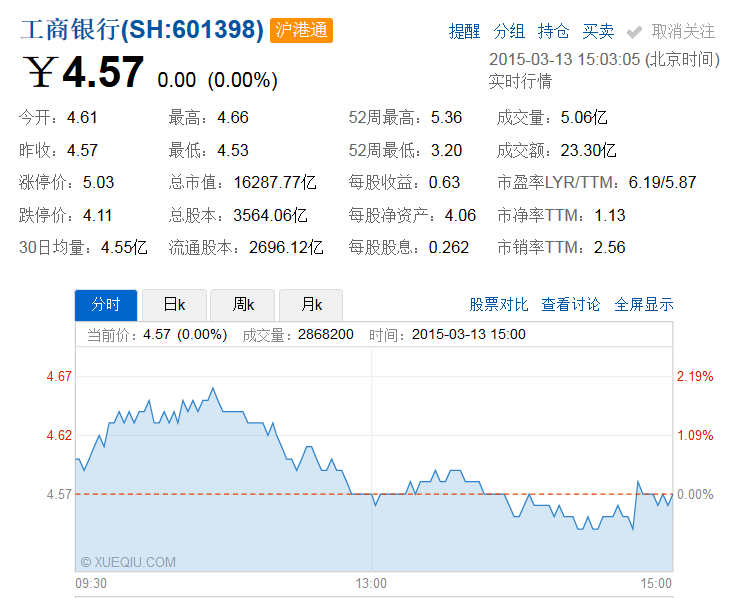 工商银行(SH:601398) 沪港通 提醒 分组 持仓 买卖 取消关注
￥4.57 0.00 (0.00%) 2015-03-13 15:03:05 (北京时间)
实时行情
今开：4.61 最高：4.66 52周最高：5.36 成交量：5.06亿
昨收：4.57 最低：4.53 52周最低：3.20 成交额：23.30亿
涨停价：5.03 总市值：16287.77亿 每股收益：0.63 市盈率LYR/TTM：6.19/5.87
跌停价：4.11 总股本：3564.06亿 每股净资产：4.06 市净率TTM：1.13
30日均量：4.55亿 流通股本：2696.12亿 每股股息：0.262 市销率TTM：2.56
分时 日k 周k 月k 股票对比 查看讨论 全屏显示
当前价：4.57 (0.00%) 成交量：2868200 时间：2015-03-13 15:00
4.67 2.19%
4.62 1.09%
4.57 0.00%
© XUEQIU.COM
09:30 13:00 15:00